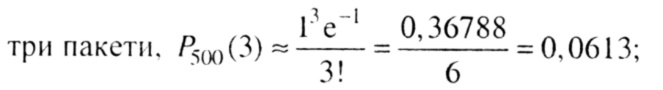 три пакети, P₅₀₀(3) ≈ 1³e⁻¹/3! = 0,36788/6 = 0,0613;